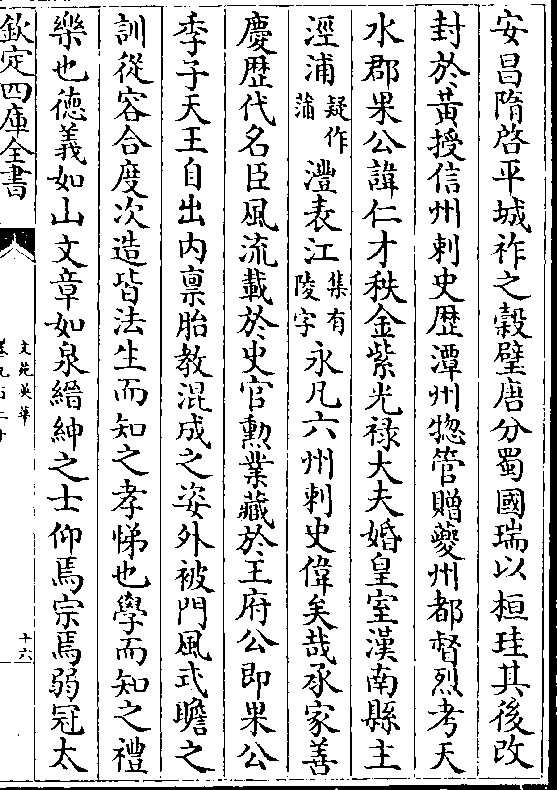 安昌隋啓平城祚之穀璧唐分蜀國瑞以桓珪其後改
封於黄授信州刺史歴潭州惣管贈夔州都督烈考天
水郡果公諱仁才秩金紫光禄大夫婚皇室漢南縣主
涇浦疑作蒲澧表江集有陵字永凡六州刺史偉矣哉承家善
慶歴代名臣風流載於史官勲業藏於王府公即果公
季子天王自出内禀胎教混成之姿外被門風式瞻之
訓從容合度次造皆法生而知之孝悌也學而知之禮
樂也德義如山文章如泉縉紳之士仰焉宗焉弱冠太
欽定四庫全書
文苑英華
十六